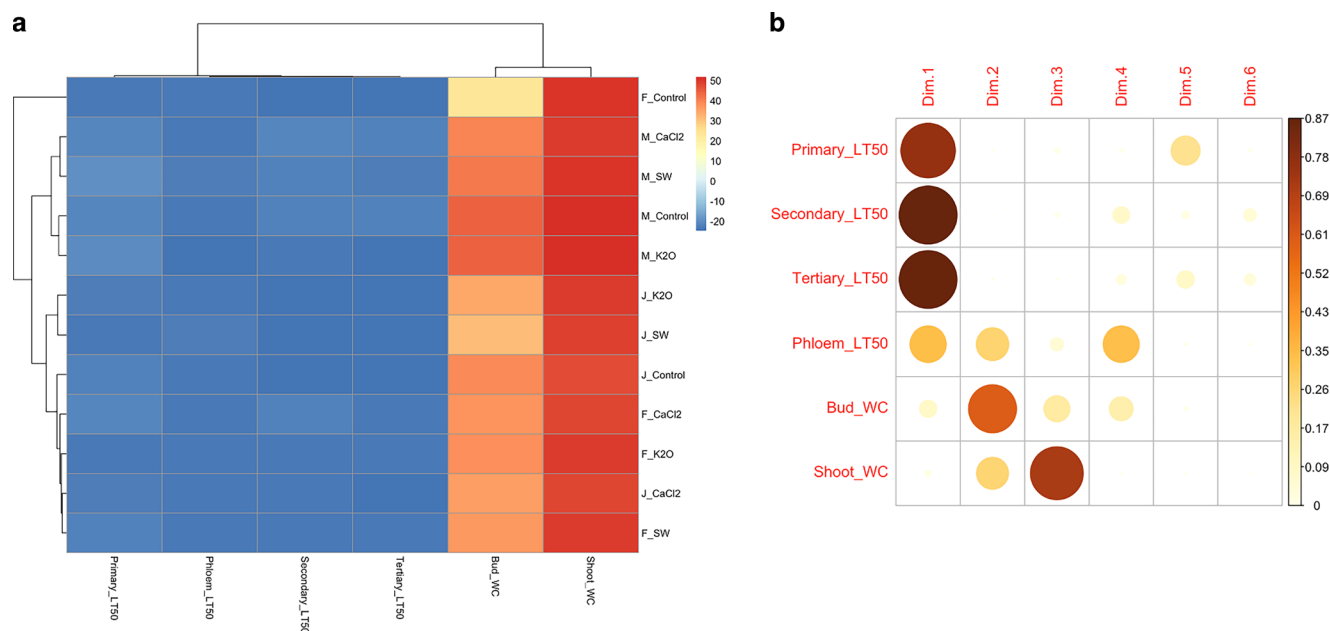 a
b
50
40
30
20
10
0
-10
-20
F_Control
M_CaCl2
M_SW
M_Control
M_K2O
J_K2O
J_SW
J_Control
F_CaCl2
F_K2O
J_CaCl2
F_SW
Primary_LT50
Phloem_LT50
Secondary_LT50
Tertiary_LT50
Bud_WC
Shoot_WC
Dim.1
Dim.2
Dim.3
Dim.4
Dim.5
Dim.6
Primary_LT50
Secondary_LT50
Tertiary_LT50
Phloem_LT50
Bud_WC
Shoot_WC
0.87
0.78
0.69
0.61
0.52
0.43
0.35
0.26
0.17
0.09
0